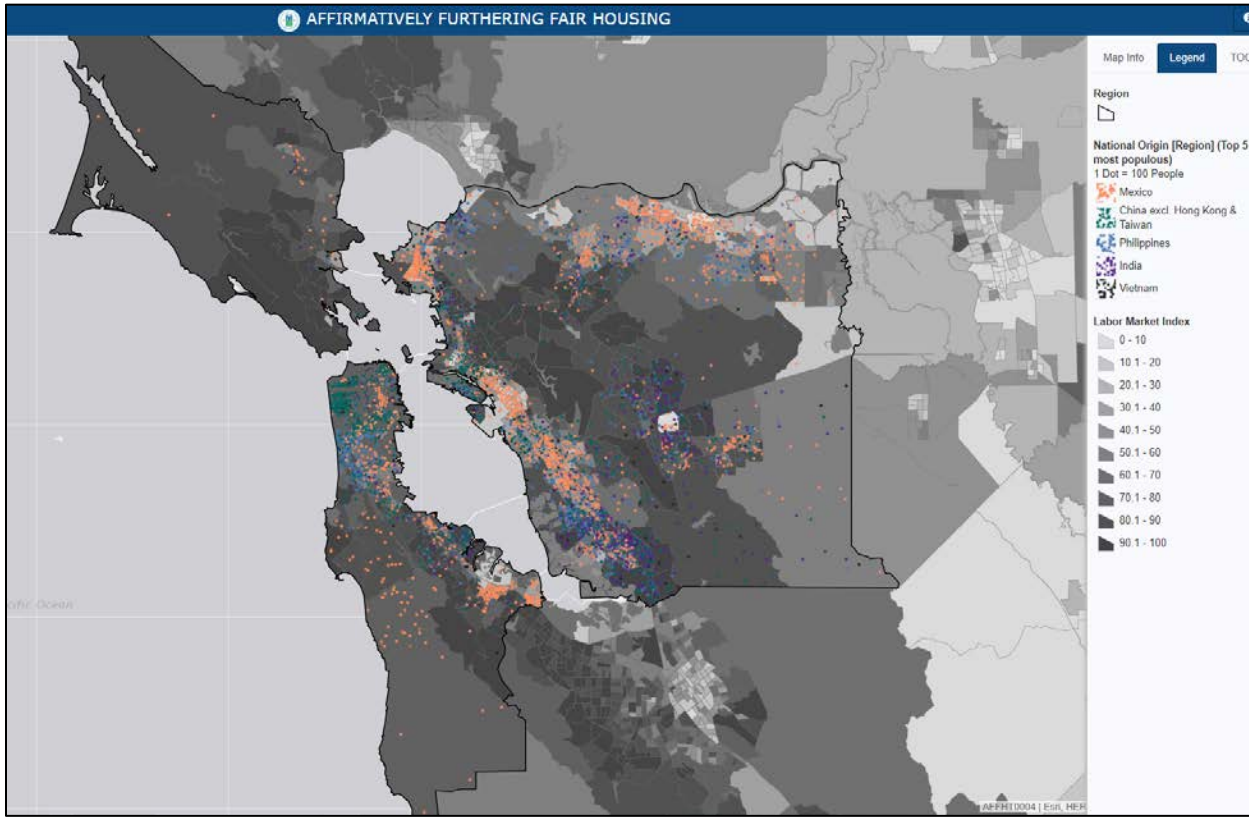 AFFIRMATIVELY FURTHERING FAIR HOUSING
Map Info Legend TOC
Region
National Origin [Region] (Top 5
most populous)
1 Dot = 100 People
Mexico
China excl. Hong Kong &
Taiwan
Philippines
India
Vietnam
Labor Market Index
0 - 10
10.1 - 20
20.1 - 30
30.1 - 40
40.1 - 50
50.1 - 60
60.1 - 70
70.1 - 80
80.1 - 90
90.1 - 100
Ocean
AFFHT0004 | Esri, HER